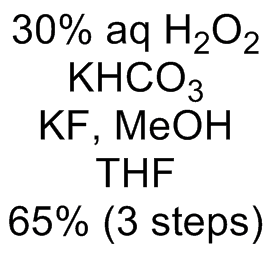 30% aq H₂O₂
KHCO₃
KF, MeOH
THF
65% (3 steps)